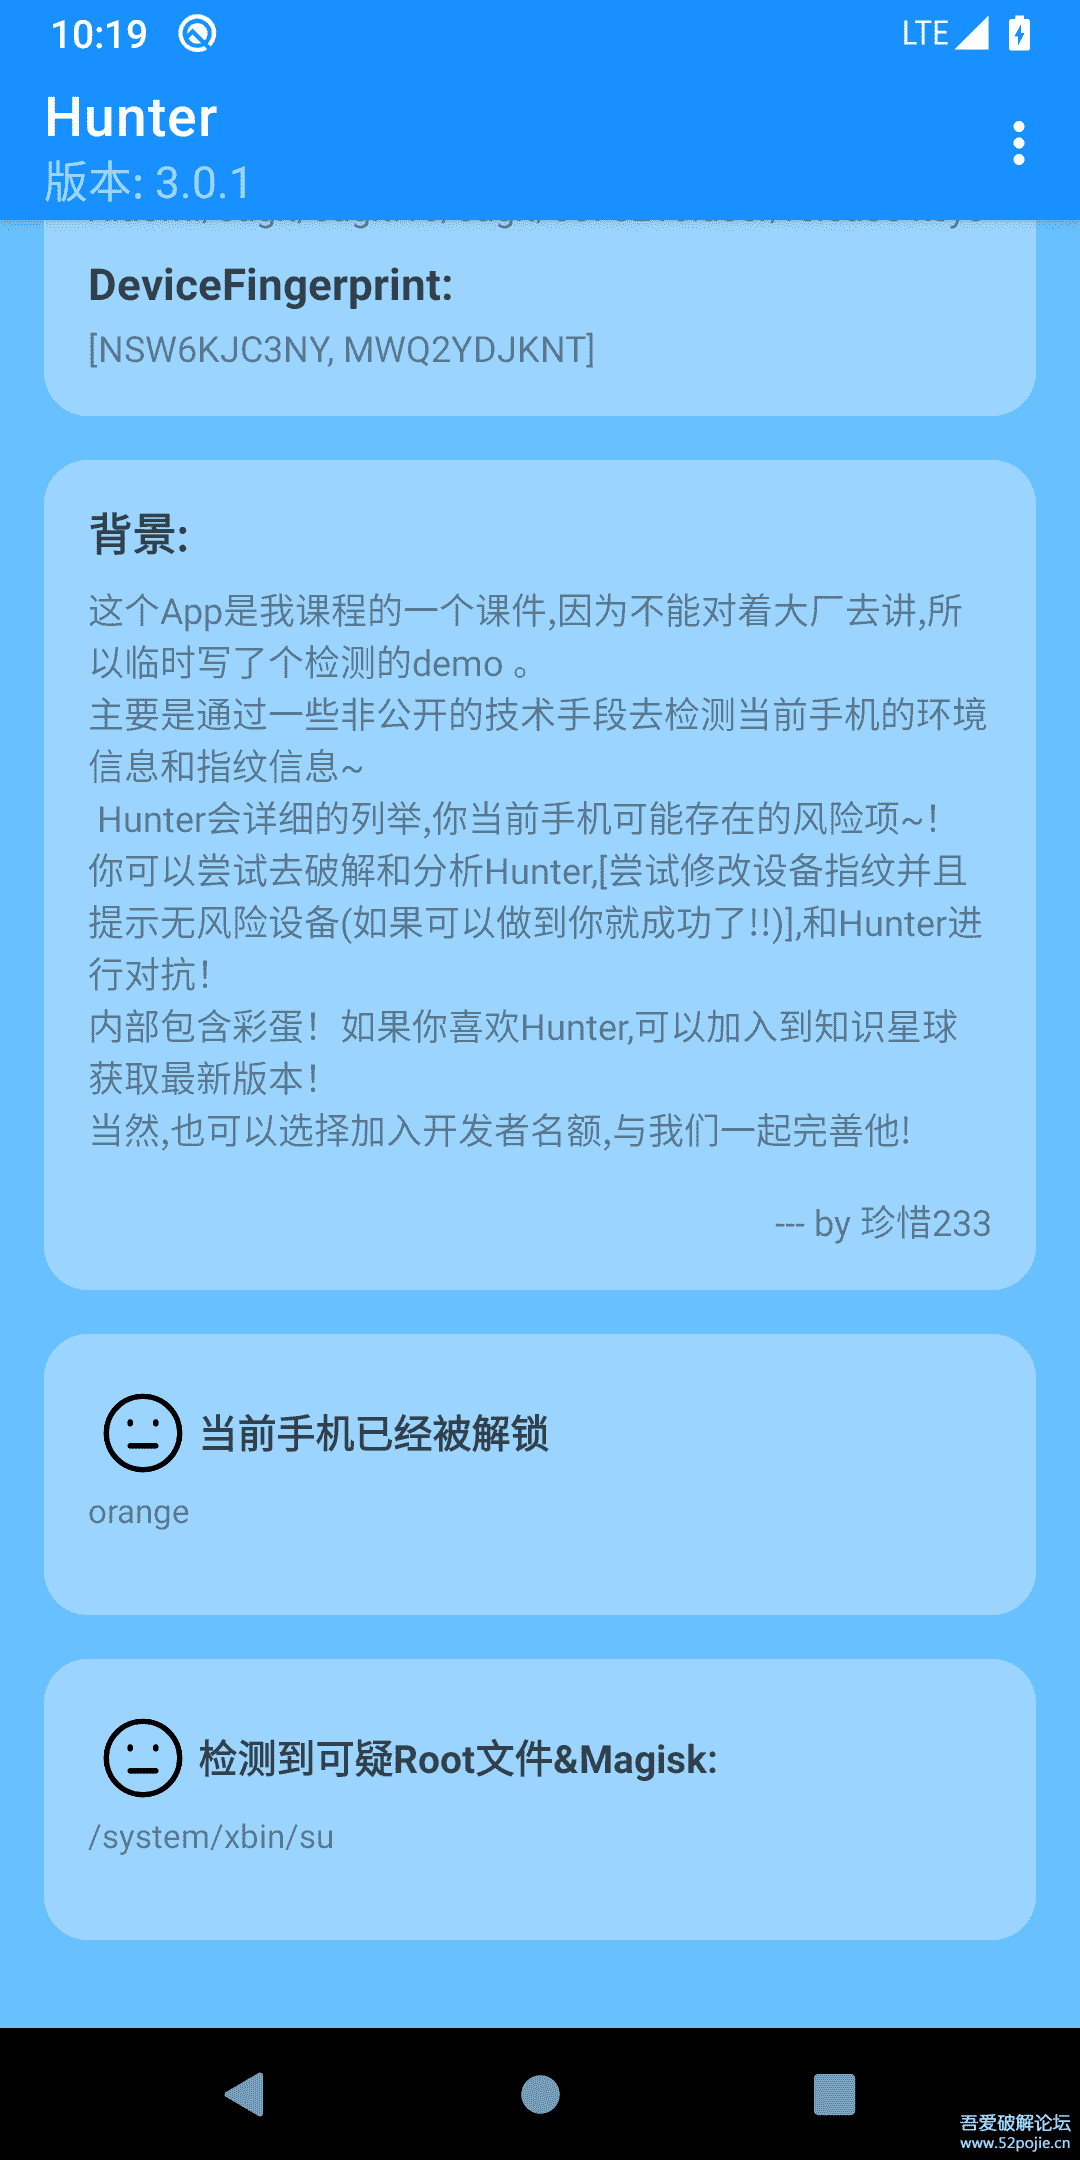 10:19
LTE
Hunter
版本: 3.0.1
DeviceFingerprint:
[NSW6KJC3NY, MWQ2YDJKNT]
背景:
这个App是我课程的一个课件,因为不能对着大厂去讲,所
以临时写了个检测的demo 。
主要是通过一些非公开的技术手段去检测当前手机的环境
信息和指纹信息~
Hunter会详细的列举,你当前手机可能存在的风险项~！
你可以尝试去破解和分析Hunter,[尝试修改设备指纹并且
提示无风险设备(如果可以做到你就成功了!!)],和Hunter进
行对抗！
内部包含彩蛋！如果你喜欢Hunter,可以加入到知识星球
获取最新版本！
当然,也可以选择加入开发者名额,与我们一起完善他!
--- by 珍惜233
当前手机已经被解锁
orange
检测到可疑Root文件&Magisk:
/system/xbin/su
吾爱破解论坛
www.52pojie.cn